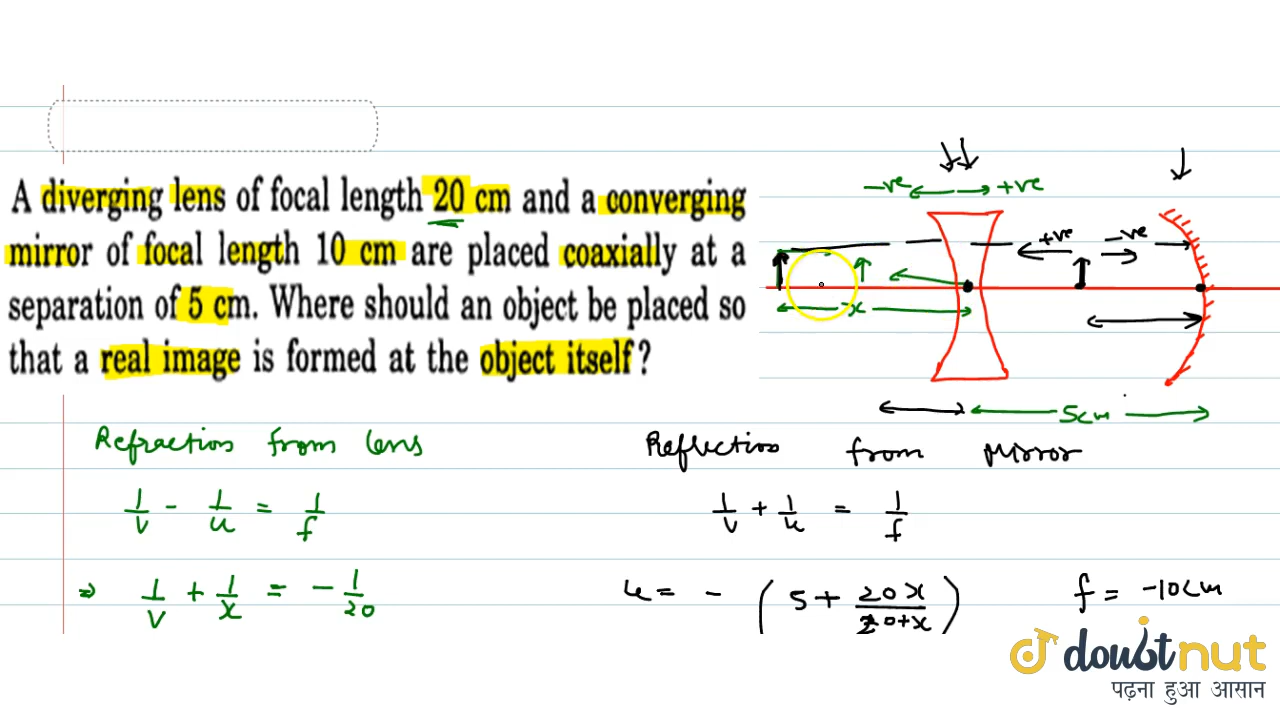 A diverging lens of focal length 20 cm and a converging
mirror of focal length 10 cm are placed coaxially at a
separation of 5 cm. Where should an object be placed so
that a real image is formed at the object itself?
-ve +ve
+ve -ve
x
5cm
Refraction from lens
1/v - 1/u = 1/f
⇒ 1/v + 1/x = - 1/20
Reflection from Mirror
1/v + 1/u = 1/f
u = - (5 + 20x/20+x) f = -10cm
doubtnut
पढ़ना हुआ आसान